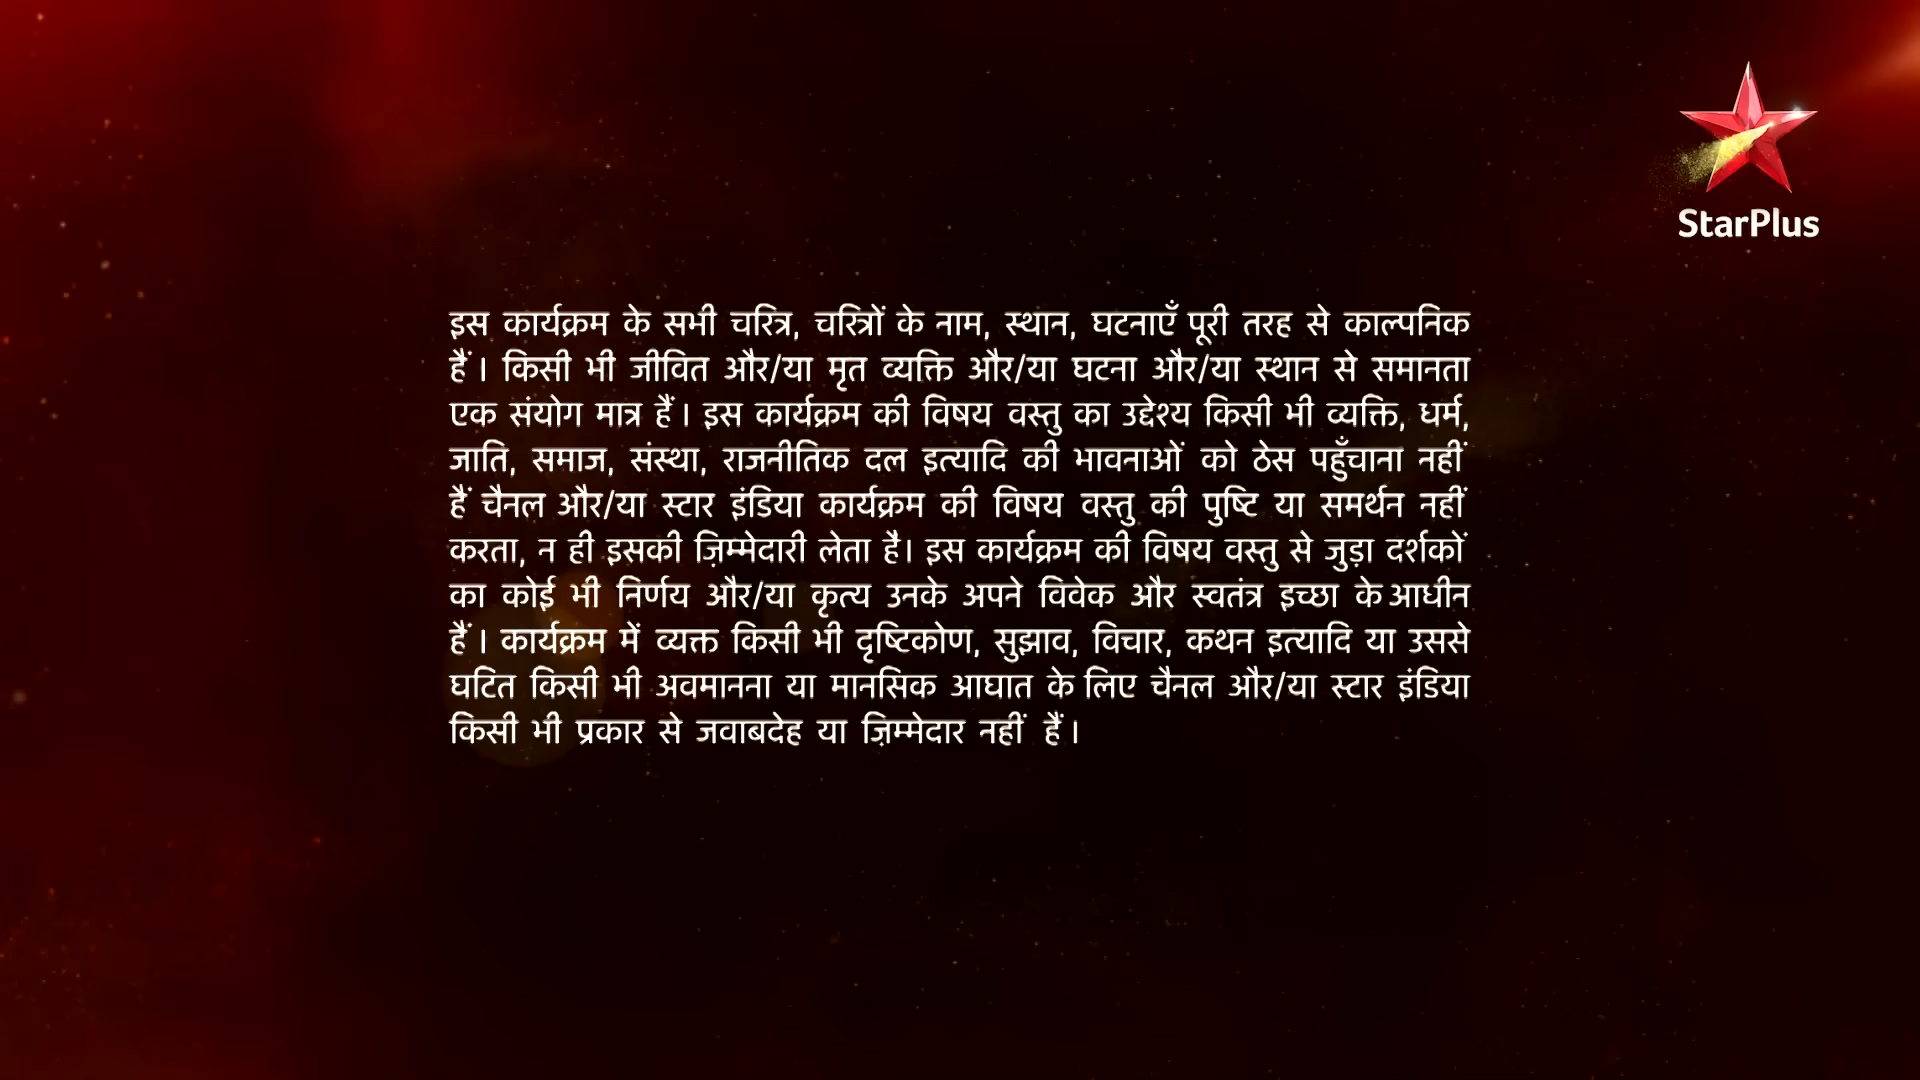 StarPlus
इस कार्यक्रम के सभी चरित्र, चरित्रों के नाम, स्थान, घटनाएँ पूरी तरह से काल्पनिक
हैं। किसी भी जीवित और/या मृत व्यक्ति और/या घटना और/या स्थान से समानता
एक संयोग मात्र हैं। इस कार्यक्रम की विषय वस्तु का उद्देश्य किसी भी व्यक्ति, धर्म,
जाति, समाज, संस्था, राजनीतिक दल इत्यादि की भावनाओं को ठेस पहुँचाना नहीं
हैं चैनल और/या स्टार इंडिया कार्यक्रम की विषय वस्तु की पुष्टि या समर्थन नहीं
करता, न ही इसकी ज़िम्मेदारी लेता है। इस कार्यक्रम की विषय वस्तु से जुड़ा दर्शकों
का कोई भी निर्णय और/या कृत्य उनके अपने विवेक और स्वतंत्र इच्छा के आधीन
हैं। कार्यक्रम में व्यक्त किसी भी दृष्टिकोण, सुझाव, विचार, कथन इत्यादि या उससे
घटित किसी भी अवमानना या मानसिक आघात के लिए चैनल और/या स्टार इंडिया
किसी भी प्रकार से जवाबदेह या ज़िम्मेदार नहीं हैं।